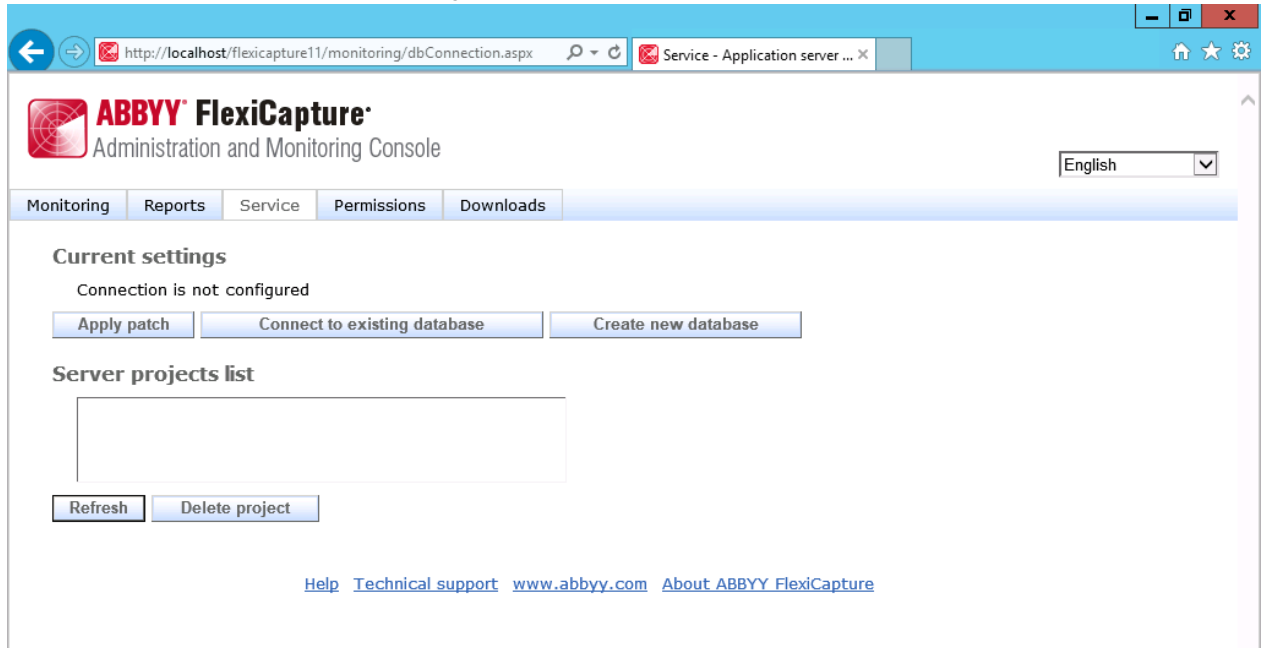 http://localhost/flexicapture11/monitoring/dbConnection.aspx
Service - Application server ...
ABBYY® FlexiCapture·
Administration and Monitoring Console
English
Monitoring Reports Service Permissions Downloads
Current settings
Connection is not configured
Apply patch Connect to existing database Create new database
Server projects list
Refresh Delete project
Help Technical support www.abbyy.com About ABBYY FlexiCapture